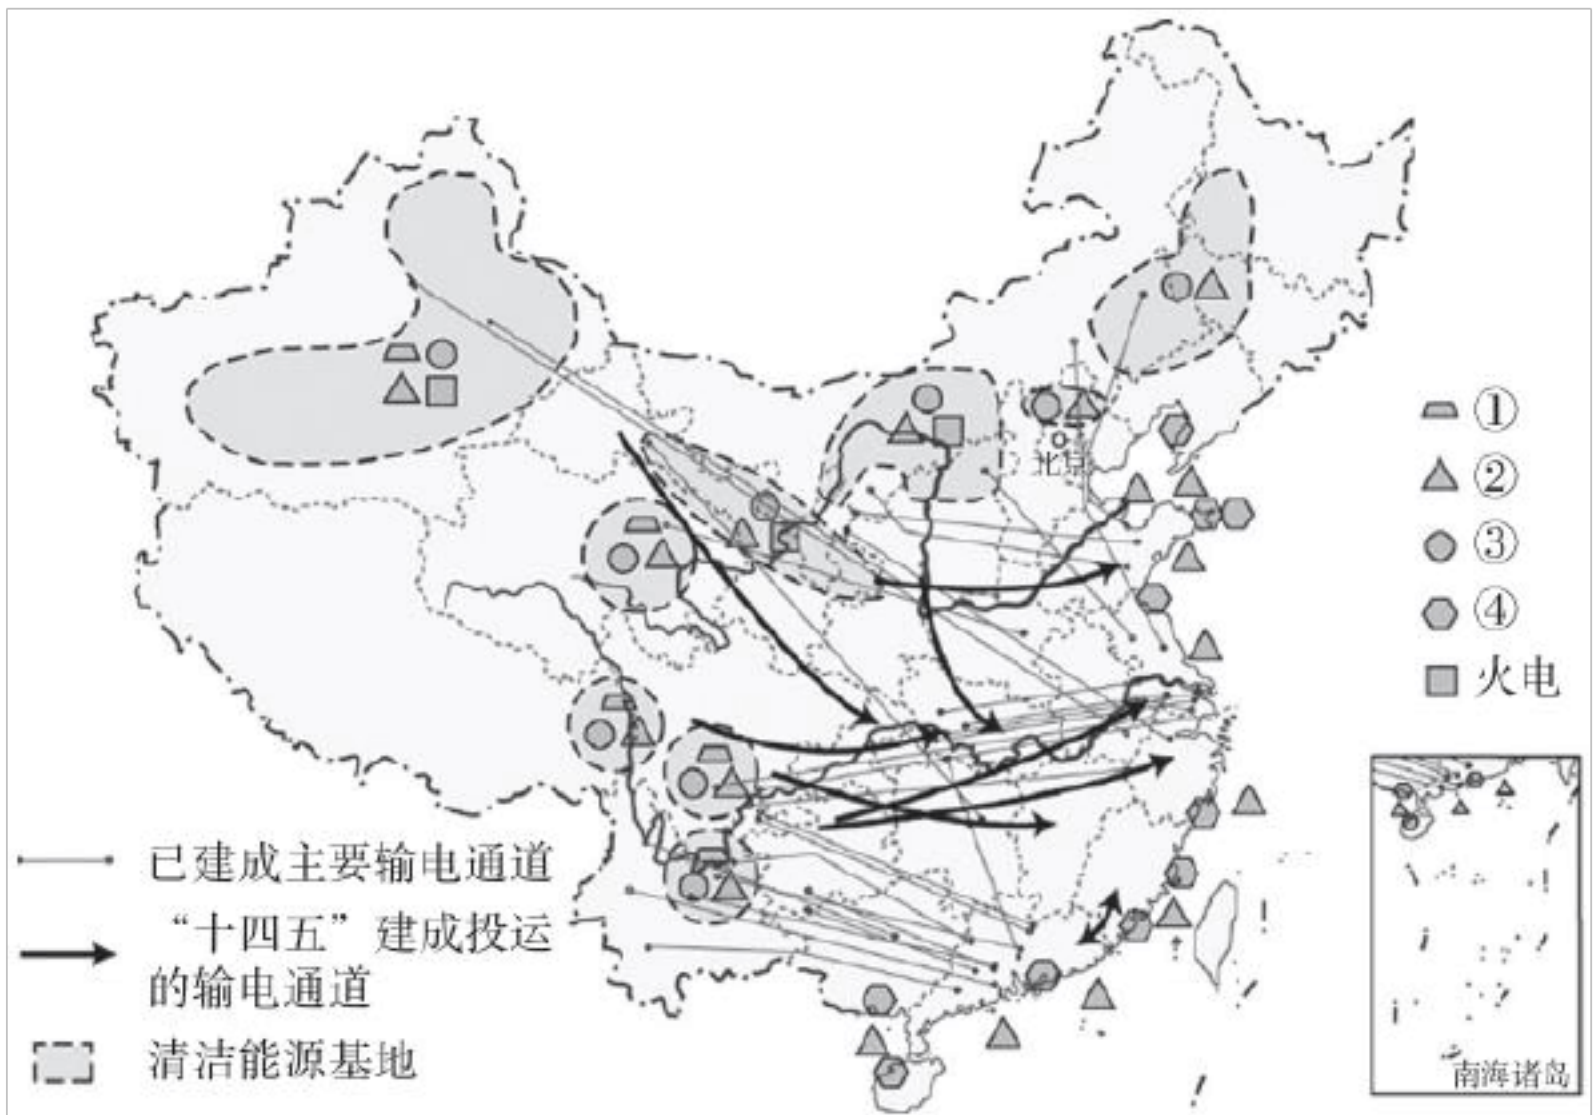 北京
①
②
③
④
火电
已建成主要输电通道
“十四五”建成投运
的输电通道
清洁能源基地
南海诸岛